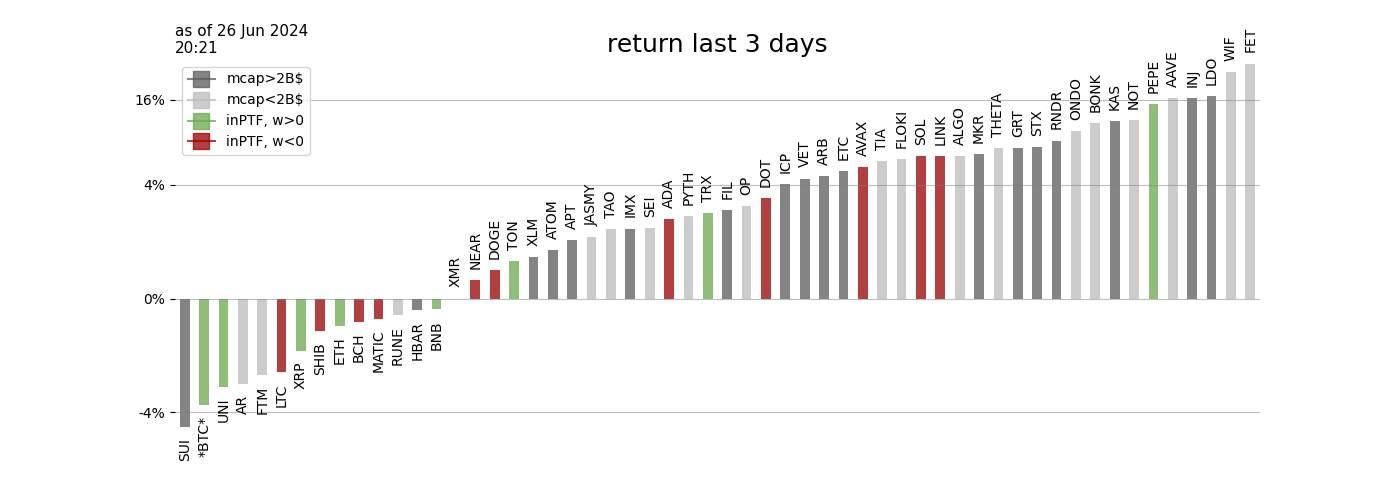 as of 26 Jun 2024
20:21
return last 3 days
mcap>2B$
mcap<2B$
inPTF, w>0
inPTF, w<0
16%
4%
0%
-4%
SUI
*BTC*
UNI
AR
FTM
LTC
XRP
SHIB
ETH
BCH
MATIC
RUNE
HBAR
BNB
XMR
NEAR
DOGE
TON
XLM
ATOM
APT
JASMY
TAO
IMX
SEI
ADA
PYTH
TRX
FIL
OP
DOT
ICP
VET
ARB
ETC
AVAX
TIA
FLOKI
SOL
LINK
ALGO
MKR
THETA
GRT
STX
RNDR
ONDO
BONK
KAS
NOT
PEPE
AAVE
INJ
LDO
WIF
FET